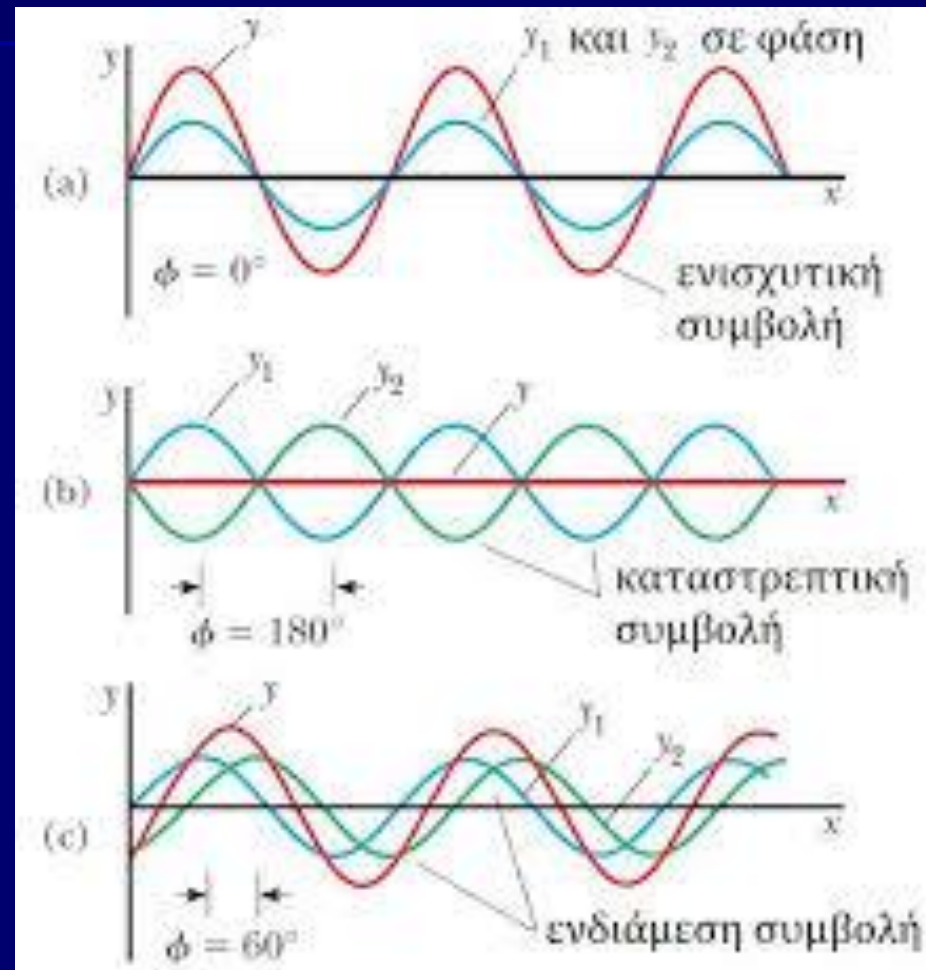 y
y
y₁ και y₂ σε φάση
(a)
x
ϕ = 0°
ενισχυτική
συμβολή
y
y₁
y₂
y
(b)
x
ϕ = 180°
καταστρεπτική
συμβολή
y
y
y₁
y₂
(c)
x
ϕ = 60°
ενδιάμεση συμβολή